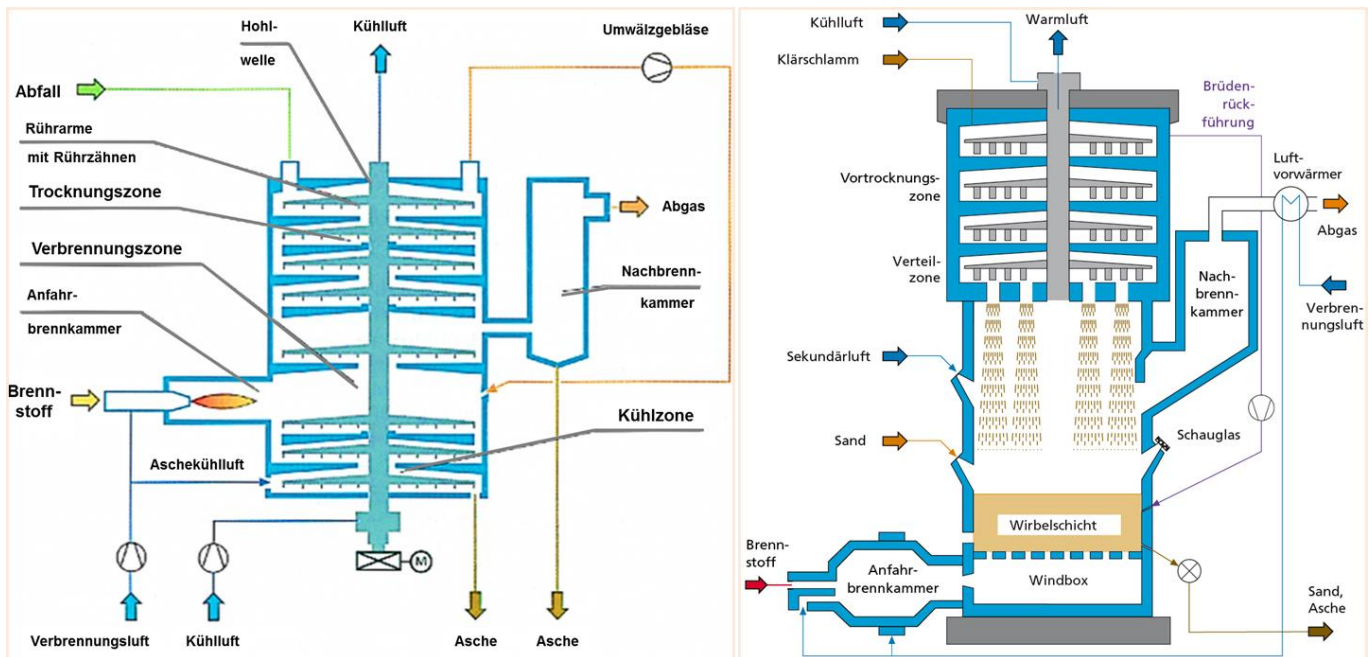 Hohl-
welle
Kühlluft
Umwälzgebläse
Abfall
Rührarme
mit Rührzähnen
Trocknungszone
Verbrennungszone
Anfahr-
brennkammer
Brenn-
stoff
Aschekühlluft
Abgas
Nachbrenn-
kammer
Kühlzone
M
Verbrennungsluft
Kühlluft
Asche
Asche
Kühlluft
Warmluft
Klärschlamm
Brüden-
rück-
führung
Luft-
vorwärmer
Abgas
Vortrocknungs-
zone
Verteil-
zone
Nach-
brenn-
kammer
Verbren-
nungsluft
Sekundärluft
Sand
Schauglas
Wirbelschicht
Brenn-
stoff
Anfahr-
brennkammer
Windbox
Sand,
Asche